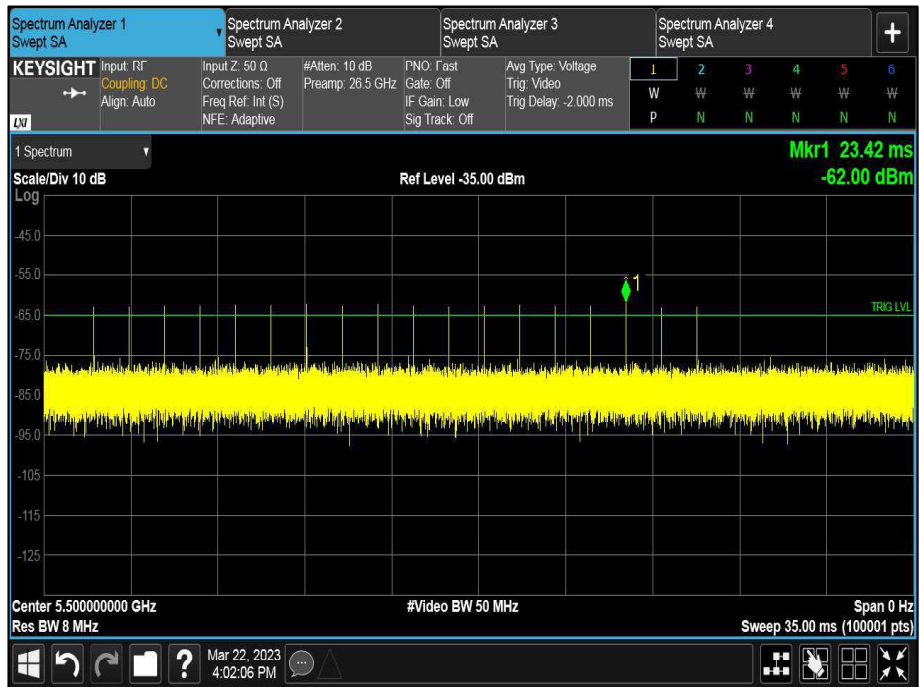 Spectrum Analyzer 1
Swept SA
Spectrum Analyzer 2
Swept SA
Spectrum Analyzer 3
Swept SA
Spectrum Analyzer 4
Swept SA
+
KEYSIGHT
LXI
Input: RF
Coupling: DC
Align: Auto
Input Z: 50 Ω
Corrections: Off
Freq Ref: Int (S)
NFE: Adaptive
#Atten: 10 dB
Preamp: 26.5 GHz
PNO: Fast
Gate: Off
IF Gain: Low
Sig Track: Off
Avg Type: Voltage
Trig: Video
Trig Delay: -2.000 ms
1 2 3 4 5 6
W W W W W W
P N N N N N
1 Spectrum
Mkr1 23.42 ms
-62.00 dBm
Scale/Div 10 dB
Ref Level -35.00 dBm
Log
-45.0
-55.0
1
TRIG LVL
-65.0
-75.0
-85.0
-95.0
-105
-115
-125
Center 5.500000000 GHz
#Video BW 50 MHz
Span 0 Hz
Res BW 8 MHz
Sweep 35.00 ms (100001 pts)
?
Mar 22, 2023
4:02:06 PM